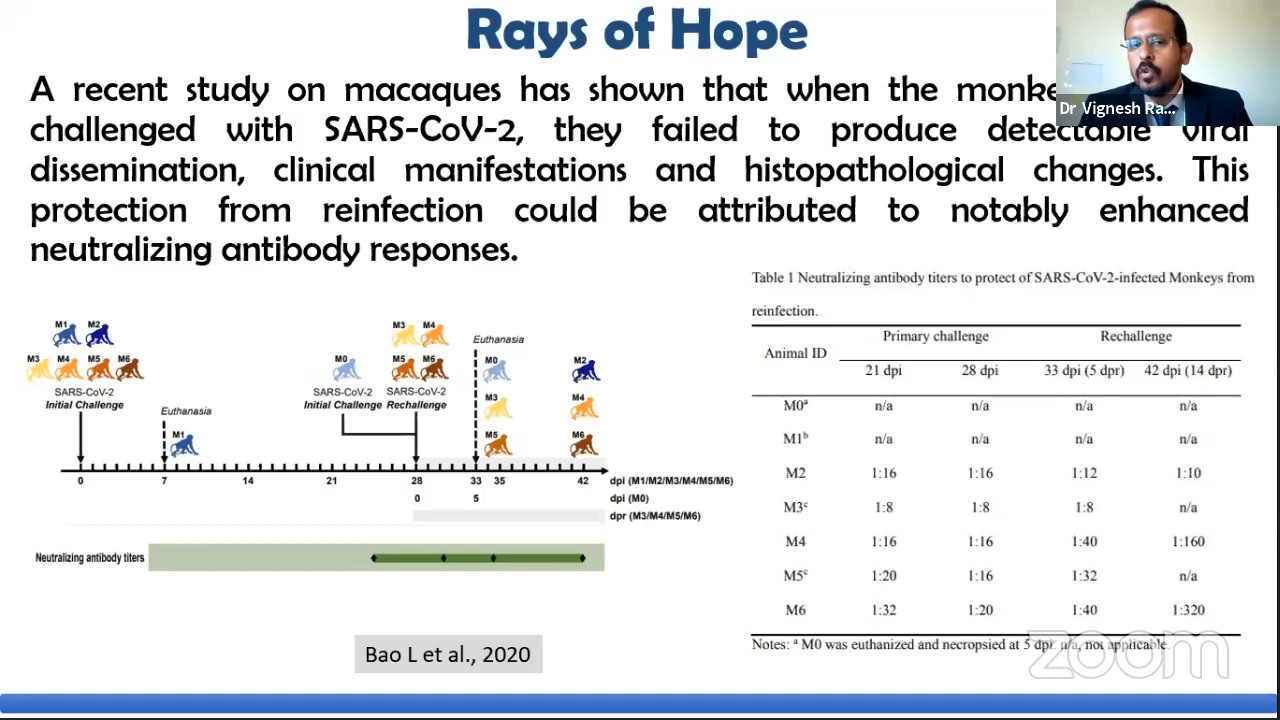 Rays of Hope
A recent study on macaques has shown that when the monke
challenged with SARS-CoV-2, they failed to produce detectable viral
dissemination, clinical manifestations and histopathological changes. This
protection from reinfection could be attributed to notably enhanced
neutralizing antibody responses.
Dr Vignesh Ra...
M1 M2
M3 M4 M5 M6
SARS-CoV-2
Initial Challenge
Euthanasia
M1
M3 M4
M0 M5 M6
SARS-CoV-2 SARS-CoV-2
Initial Challenge Rechallenge
Euthanasia
M0 M2
M3 M4
M5 M6
0 7 14 21 28 33 35 42 dpi (M1/M2/M3/M4/M5/M6)
0 5 dpi (M0)
dpr (M3/M4/M5/M6)
Neutralizing antibody titers
Table 1 Neutralizing antibody titers to protect of SARS-CoV-2-infected Monkeys from
reinfection.
Animal ID Primary challenge Rechallenge
21 dpi 28 dpi 33 dpi (5 dpr) 42 dpi (14 dpr)
M0ᵃ n/a n/a n/a n/a
M1ᵇ n/a n/a n/a n/a
M2 1:16 1:16 1:12 1:10
M3ᶜ 1:8 1:8 1:8 n/a
M4 1:16 1:16 1:40 1:160
M5ᶜ 1:20 1:16 1:32 n/a
M6 1:32 1:20 1:40 1:320
Notes: ᵃ M0 was euthanized and necropsied at 5 dpi. n/a, not applicable.
Bao L et al., 2020
zoom